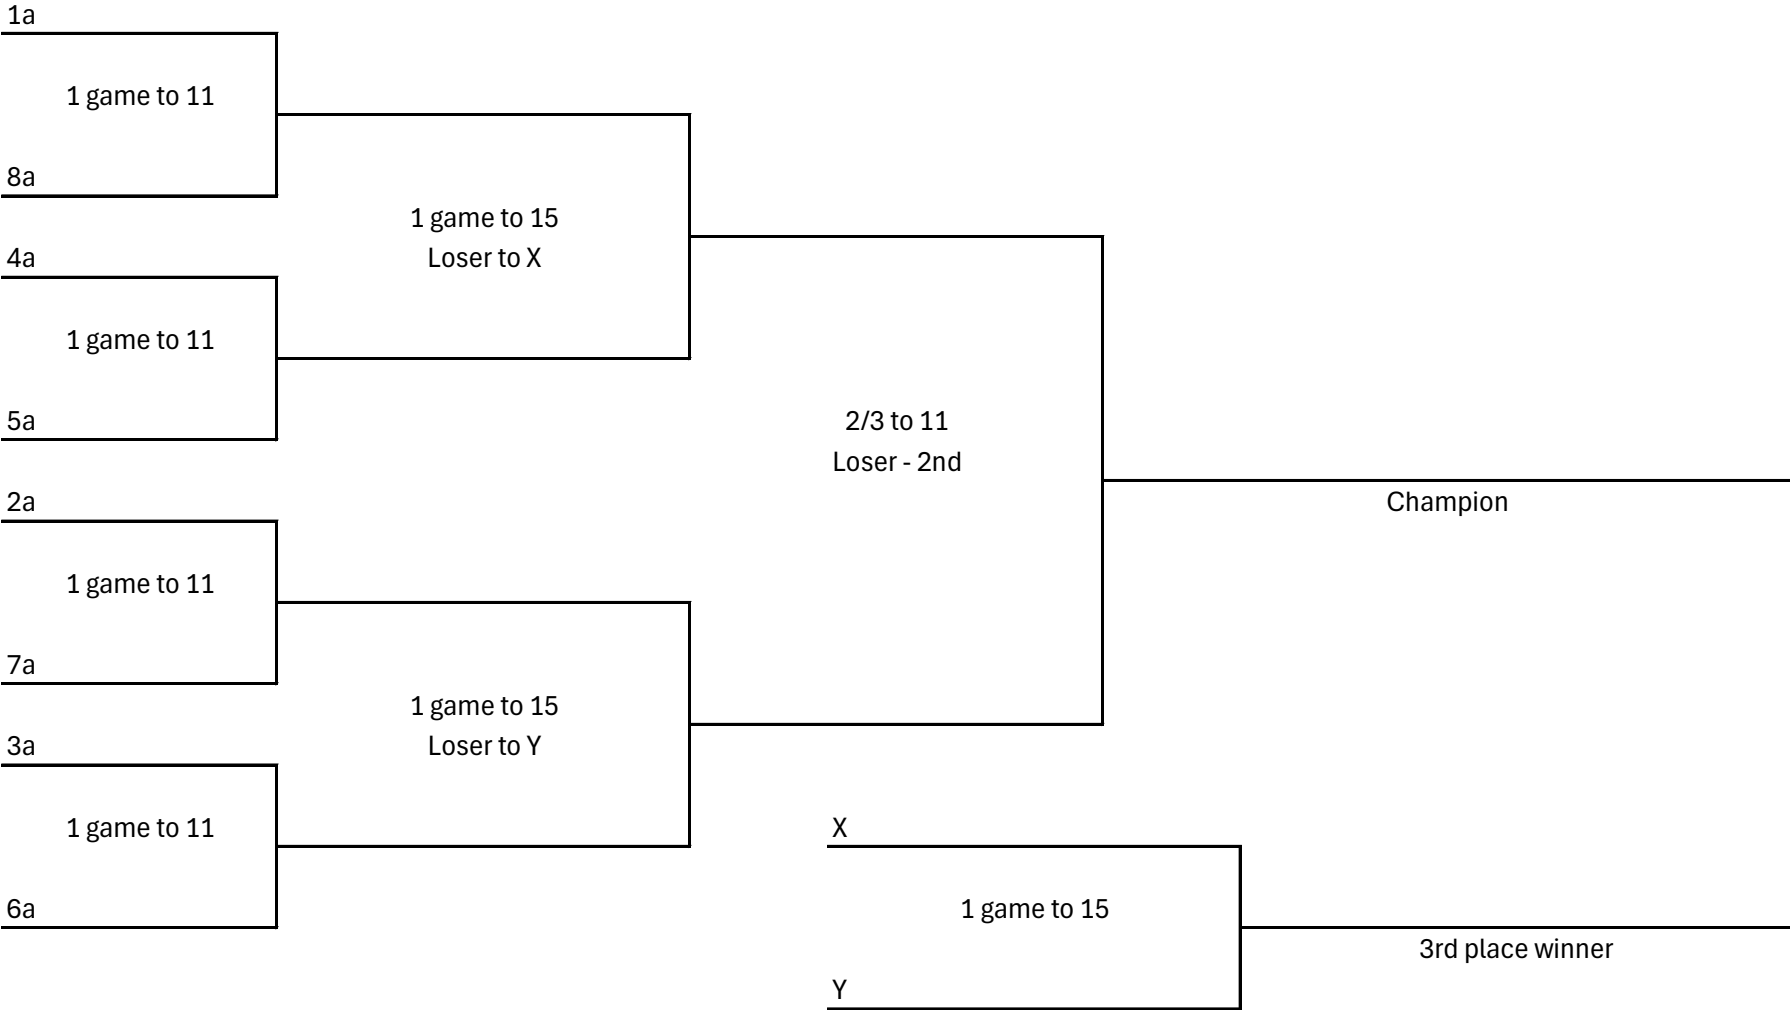 1a
1 game to 11
8a
1 game to 15
Loser to X
4a
1 game to 11
5a
2/3 to 11
Loser - 2nd
Champion
2a
1 game to 11
7a
1 game to 15
Loser to Y
3a
1 game to 11
6a
X
1 game to 15
3rd place winner
Y